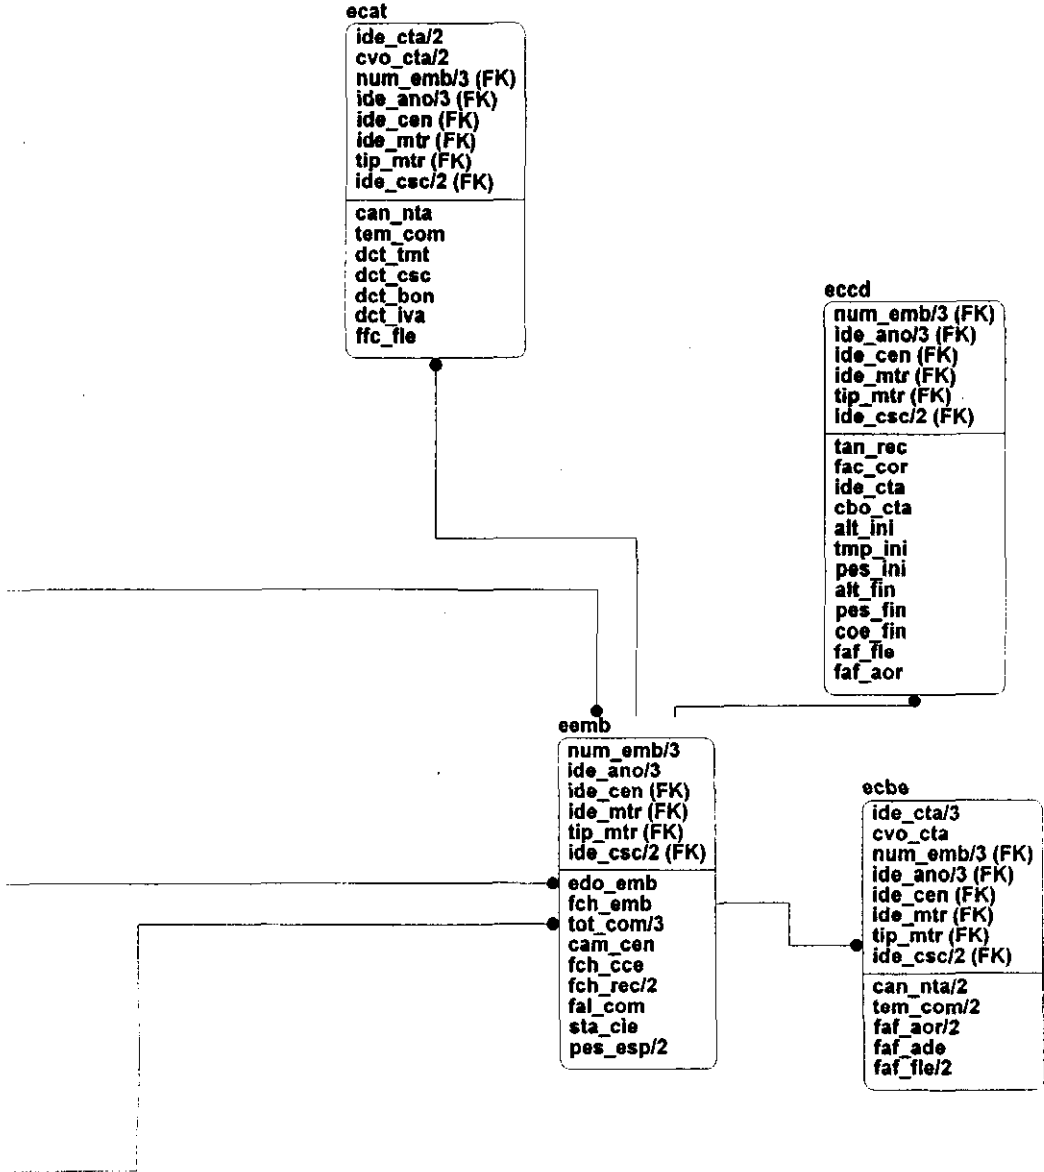 ecat
ide_cta/2
cvo_cta/2
num_emb/3 (FK)
ide_ano/3 (FK)
ide_cen (FK)
ide_mtr (FK)
tip_mtr (FK)
ide_csc/2 (FK)
can_nta
tem_com
dct_tmt
dct_csc
dct_bon
dct_iva
ffc_fle
eccd
num_emb/3 (FK)
ide_ano/3 (FK)
ide_cen (FK)
ide_mtr (FK)
tip_mtr (FK)
ide_csc/2 (FK)
tan_rec
fac_cor
ide_cta
cbo_cta
alt_ini
tmp_ini
pes_ini
alt_fin
pes_fin
coe_fin
faf_fle
faf_aor
eemb
num_emb/3
ide_ano/3
ide_cen (FK)
ide_mtr (FK)
tip_mtr (FK)
ide_csc/2 (FK)
edo_emb
fch_emb
tot_com/3
cam_cen
fch_cce
fch_rec/2
fal_com
sta_cie
pes_esp/2
ecbe
ide_cta/3
cvo_cta
num_emb/3 (FK)
ide_ano/3 (FK)
ide_cen (FK)
ide_mtr (FK)
tip_mtr (FK)
ide_csc/2 (FK)
can_nta/2
tem_com/2
faf_aor/2
faf_ade
faf_fle/2